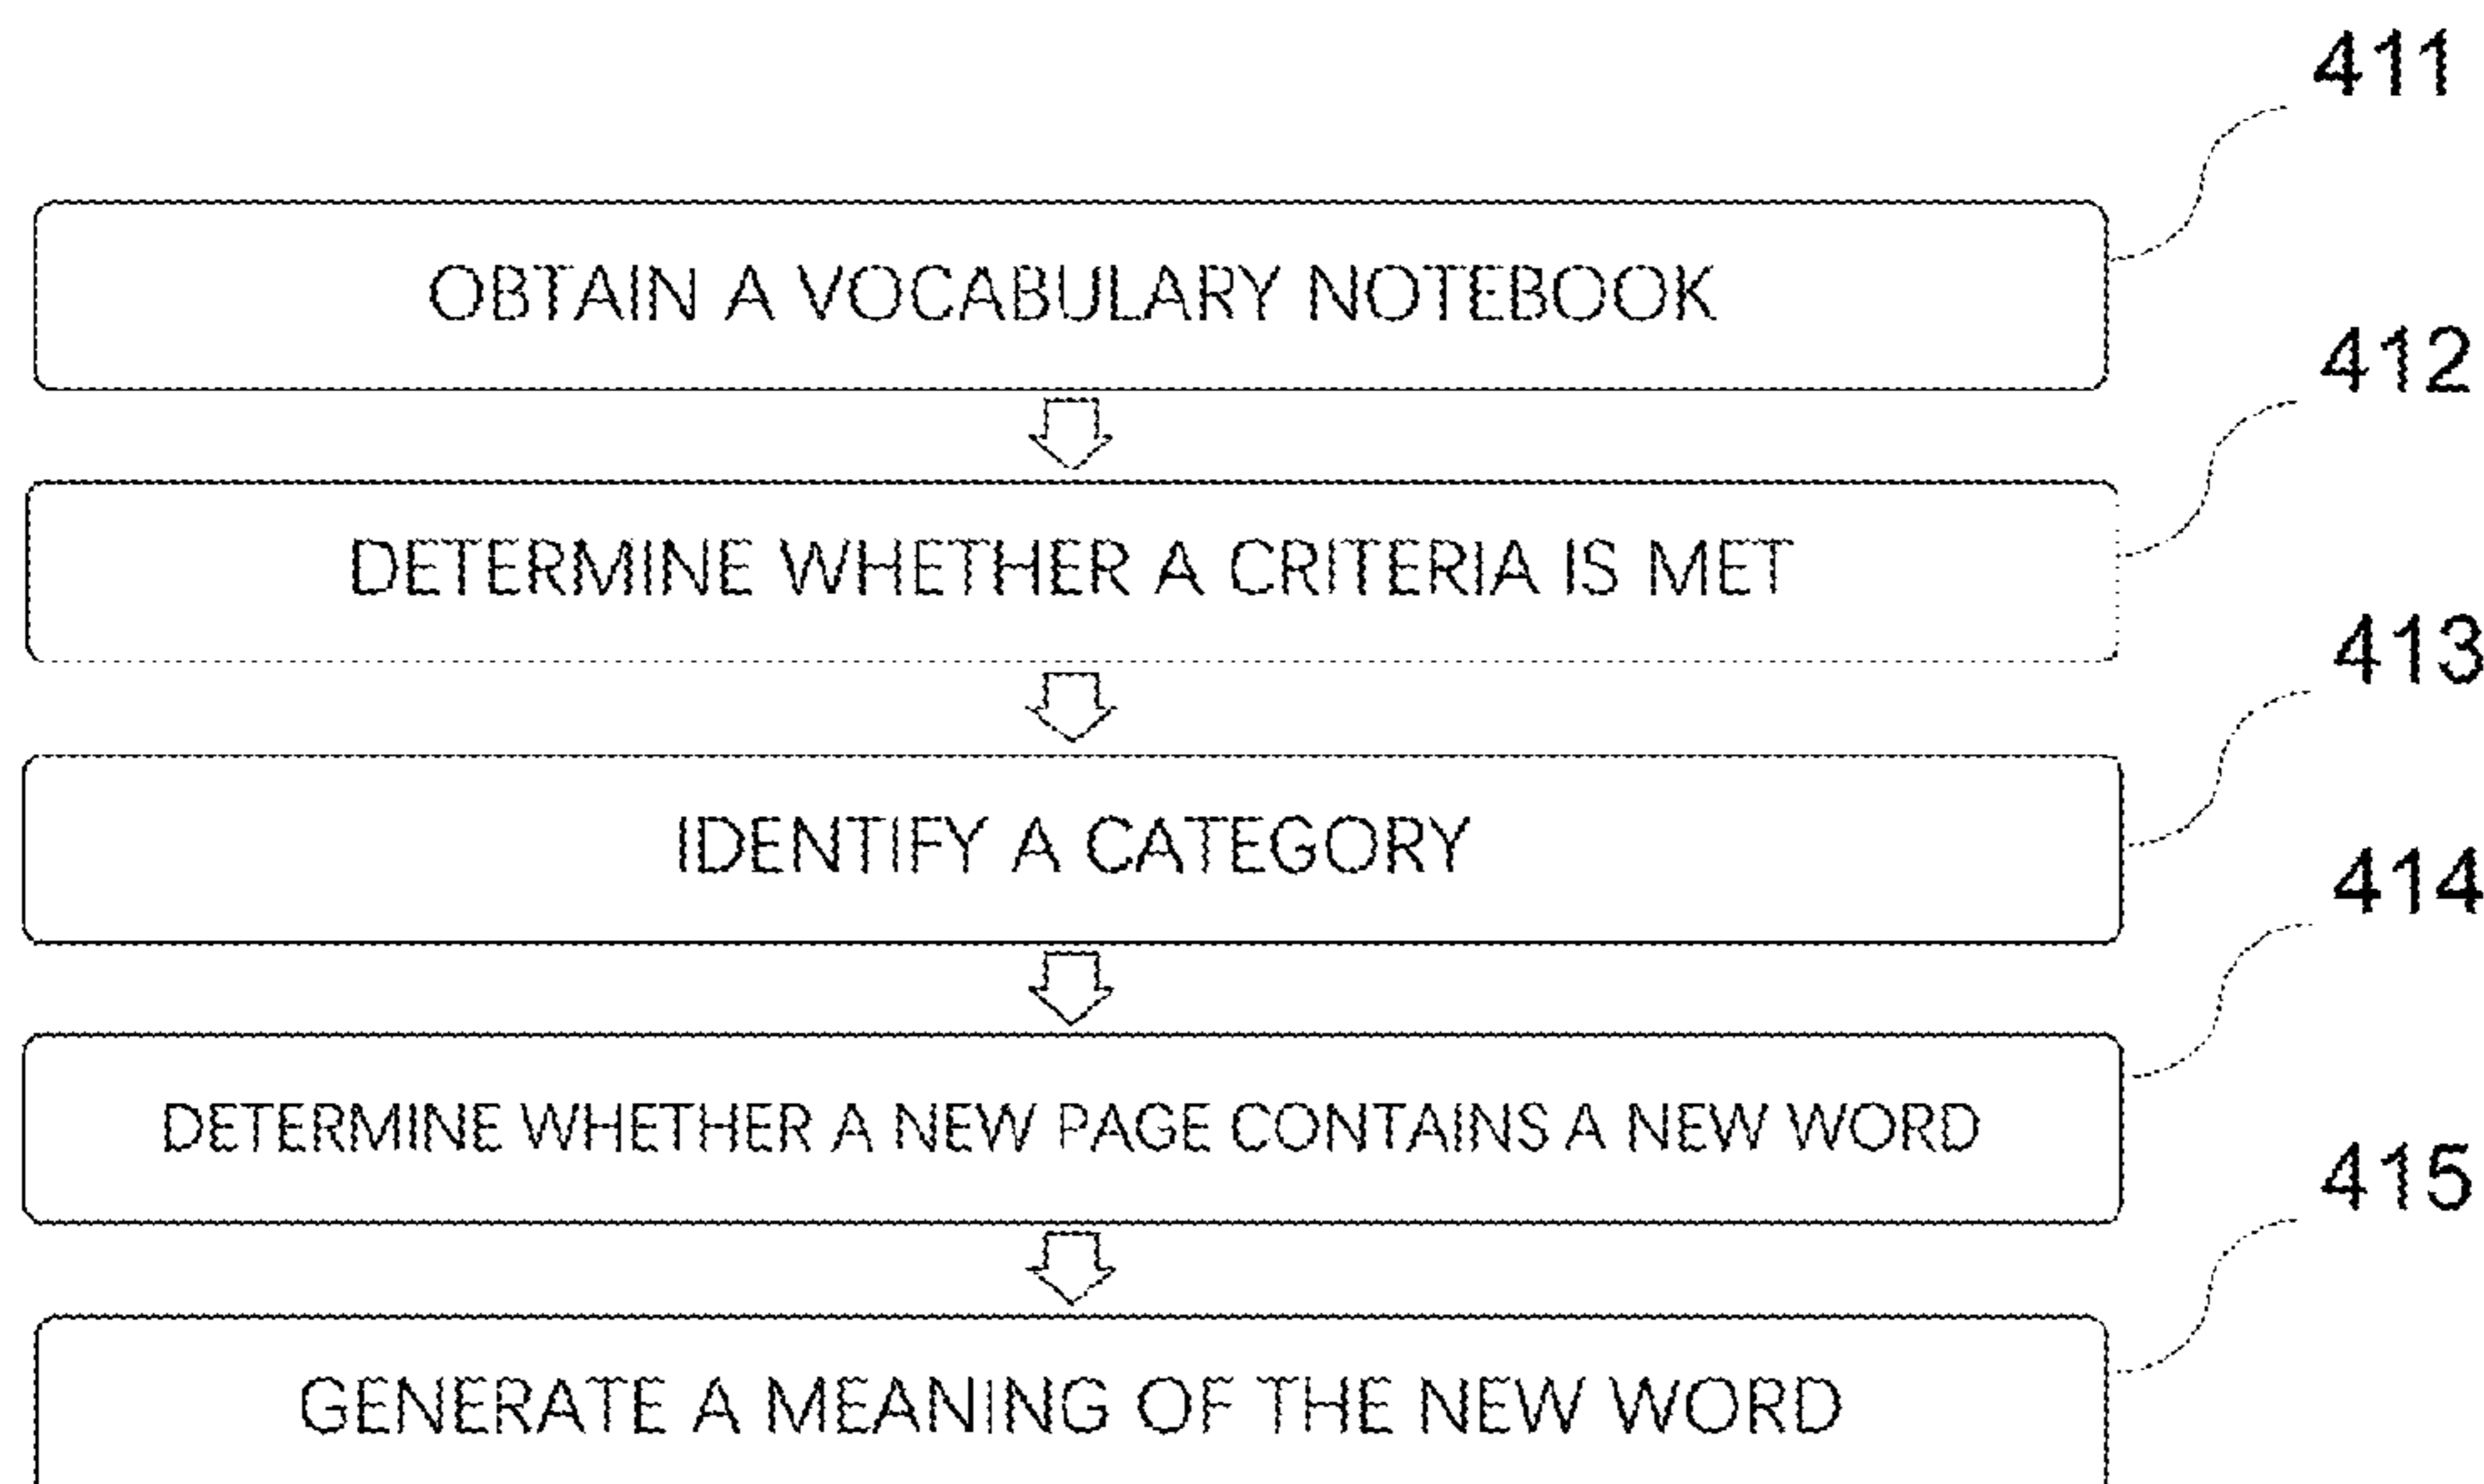 411
OBTAIN A VOCABULARY NOTEBOOK
412
DETERMINE WHETHER A CRITERIA IS MET
413
IDENTIFY A CATEGORY
414
DETERMINE WHETHER A NEW PAGE CONTAINS A NEW WORD
415
GENERATE A MEANING OF THE NEW WORD